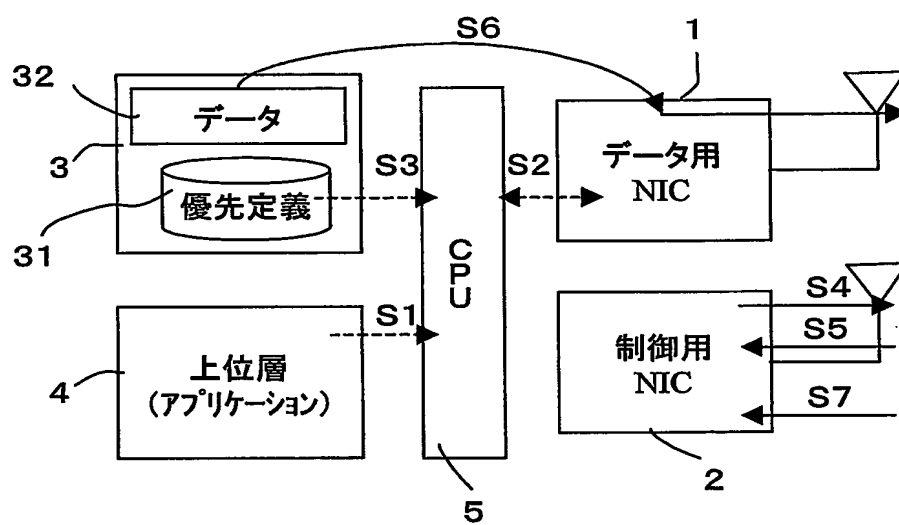 S6
1
32
データ
3
優先定義
31
S3
CPU
S2
データ用
NIC
4
上位層
(アプリケーション)
S1
5
制御用
NIC
2
S4
S5
S7